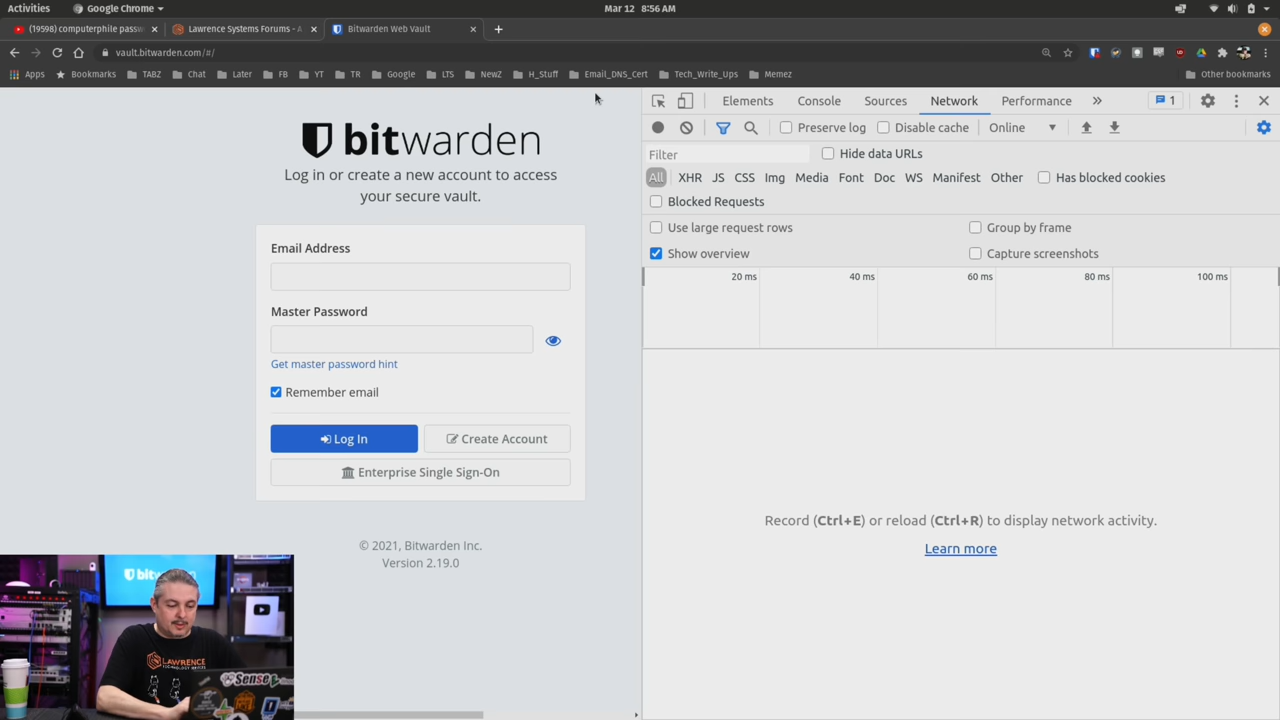 Activities Google Chrome Mar 12 8:56 AM
(19598) computerphile passw Lawrence Systems Forums - A Bitwarden Web Vault
vault.bitwarden.com/#/
Apps Bookmarks TABZ Chat Later FB YT TR Google LTS NewZ H_Stuff Email_DNS_Cert Tech_Write_Ups Memez Other bookmarks
bitwarden
Log in or create a new account to access
your secure vault.
Email Address
Master Password
Get master password hint
Remember email
Log In Create Account
Enterprise Single Sign-On
© 2021, Bitwarden Inc.
Version 2.19.0
Elements Console Sources Network Performance » 1
Preserve log Disable cache Online
Filter Hide data URLs
All XHR JS CSS Img Media Font Doc WS Manifest Other Has blocked cookies
Blocked Requests
Use large request rows Group by frame
Show overview Capture screenshots
20 ms 40 ms 60 ms 80 ms 100 ms
Record (Ctrl+E) or reload (Ctrl+R) to display network activity.
Learn more
bitw
LAWRENCE
Sense